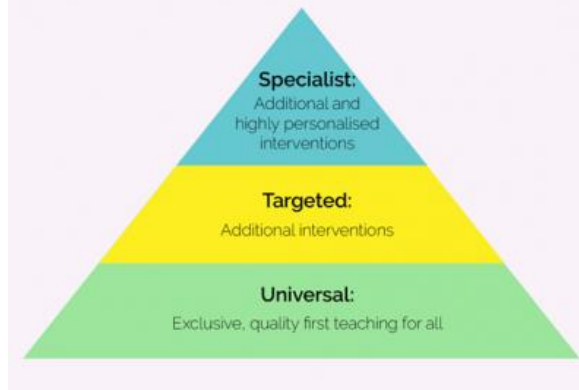 Specialist:
Additional and
highly personalised
interventions
Targeted:
Additional interventions
Universal:
Exclusive, quality first teaching for all